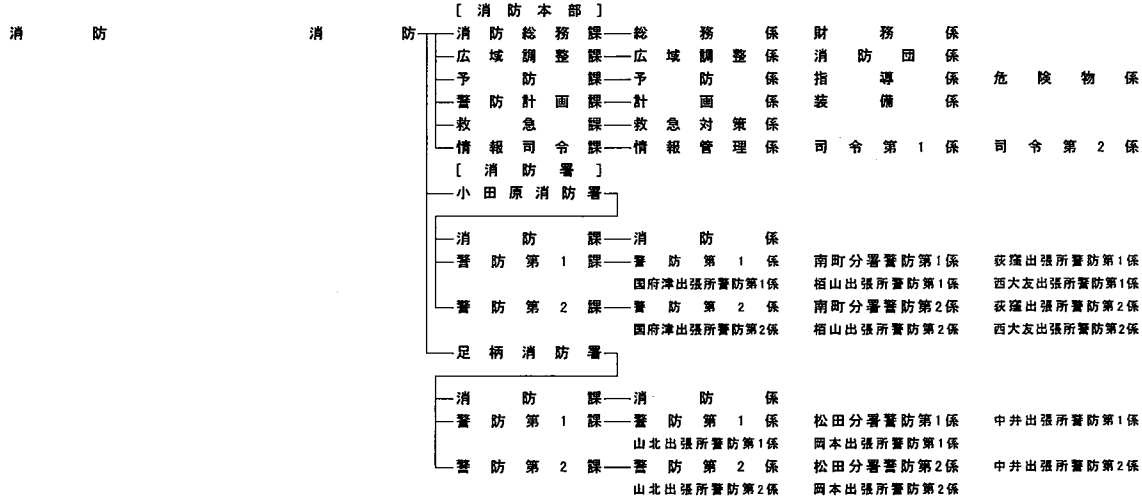 [消防本部]
消防 消防 消防総務課 総務係 財務係
広域調整課 広域調整係 消防団係
予防課 予防係 指導係 危険物係
警防計画課 計画係 装備係
救急課 救急対策係
情報司令課 情報管理係 司令第1係 司令第2係
[消防署]
小田原消防署
消防課 消防係
警防第1課 警防第1係 南町分署警防第1係 荻窪出張所警防第1係
国府津出張所警防第1係 栢山出張所警防第1係 西大友出張所警防第1係
警防第2課 警防第2係 南町分署警防第2係 荻窪出張所警防第2係
国府津出張所警防第2係 栢山出張所警防第2係 西大友出張所警防第2係
足柄消防署
消防課 消防係
警防第1課 警防第1係 松田分署警防第1係 中井出張所警防第1係
山北出張所警防第1係 岡本出張所警防第1係
警防第2課 警防第2係 松田分署警防第2係 中井出張所警防第2係
山北出張所警防第2係 岡本出張所警防第2係